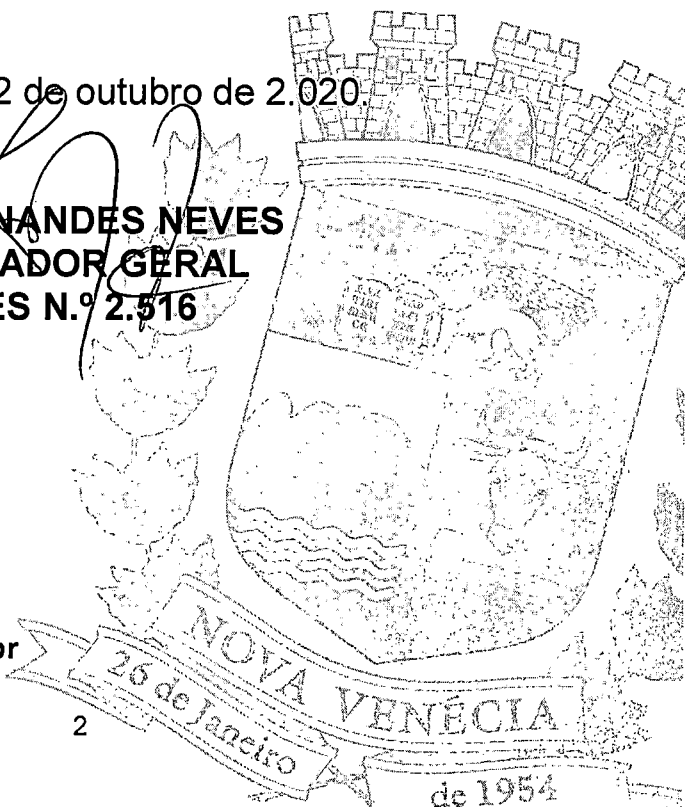 2 de outubro de 2.020.
NANDES NEVES
ADOR GERAL
ES N.º 2.516
or
2
NOVA VENÉCIA
26 de Janeiro
de 1954